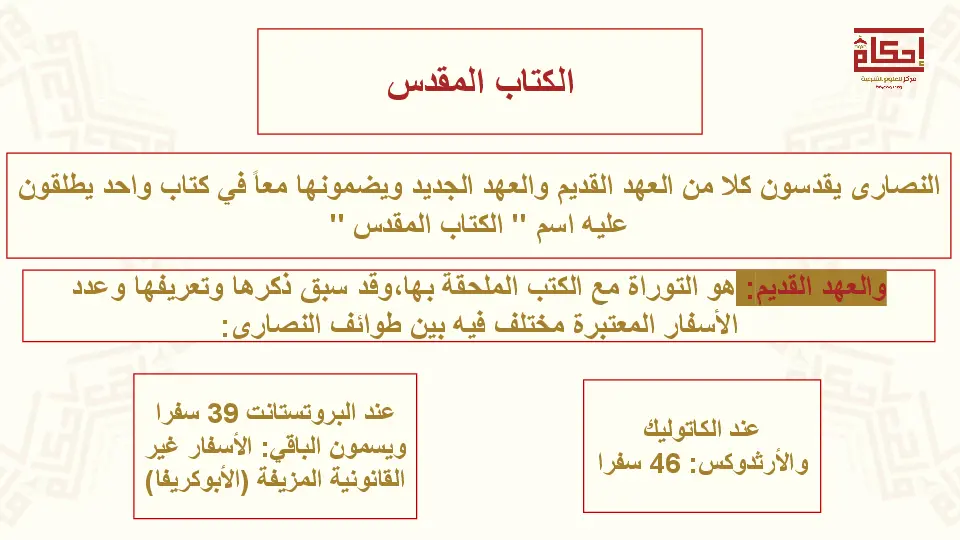 إحكام
مركز للعلوم الشرعية
الكتاب المقدس
النصارى يقدسون كلا من العهد القديم والعهد الجديد ويضمونها معاً في كتاب واحد يطلقون
عليه اسم " الكتاب المقدس "
والعهد القديم: هو التوراة مع الكتب الملحقة بها،وقد سبق ذكرها وتعريفها وعدد
الأسفار المعتبرة مختلف فيه بين طوائف النصارى:
عند الكاتوليك
والأرثدوكس: 46 سفرا
عند البروتستانت 39 سفرا
ويسمون الباقي: الأسفار غير
القانونية المزيفة (الأبوكريفا)